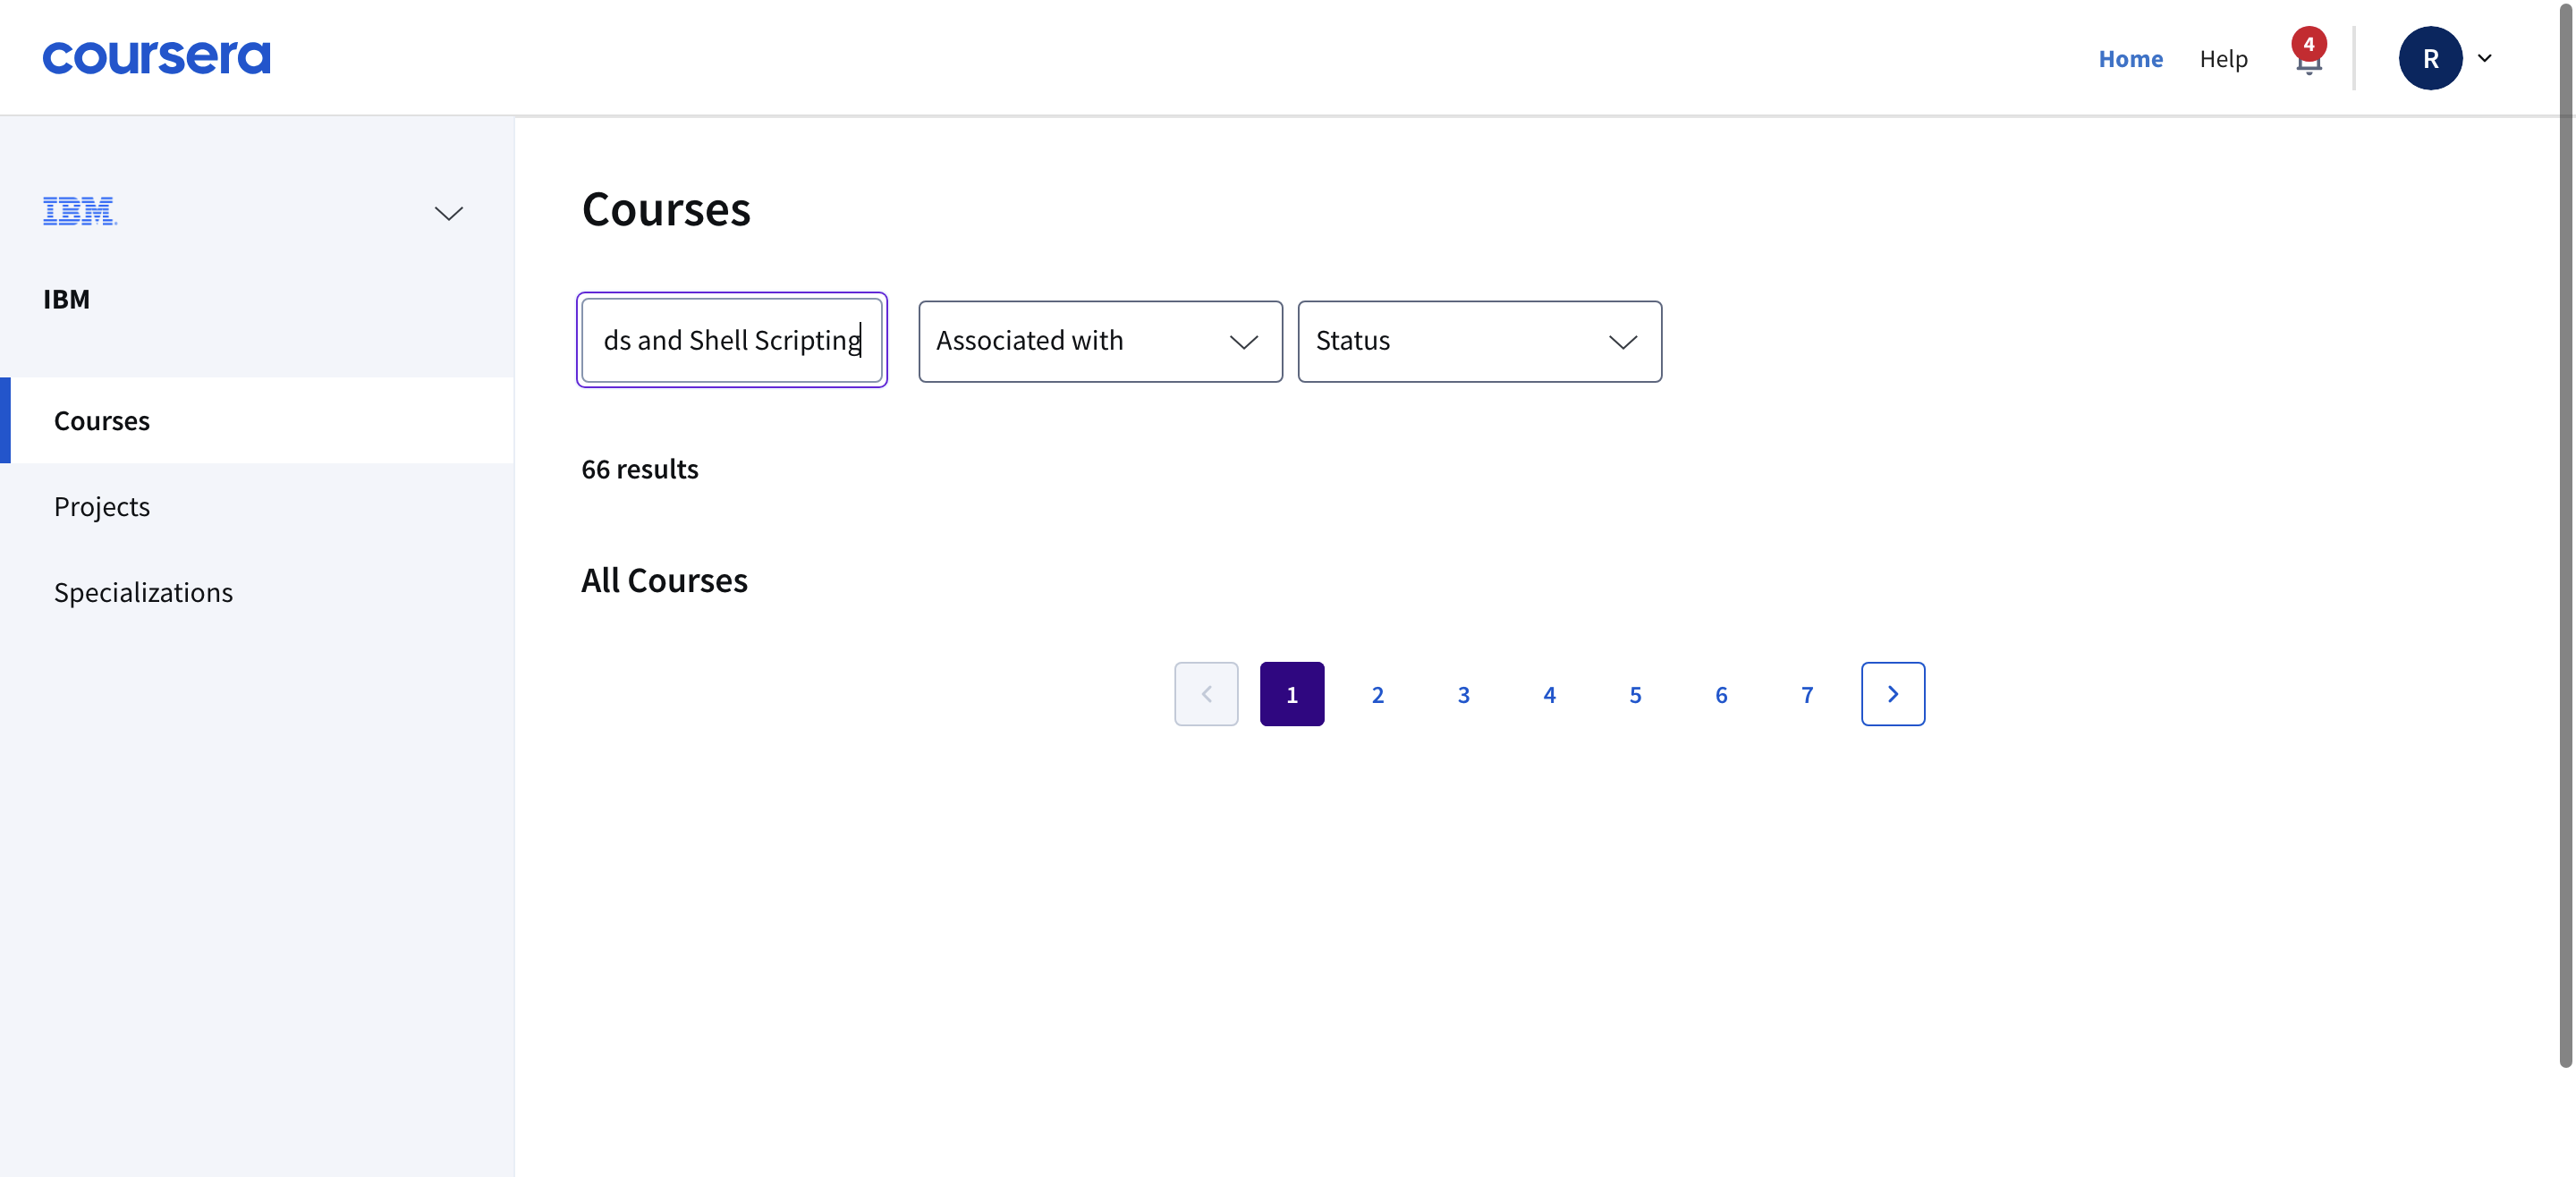 coursera
Home Help 4 R
IBM
IBM
Courses
Projects
Specializations
Courses
ds and Shell Scripting
Associated with
Status
66 results
All Courses
1 2 3 4 5 6 7